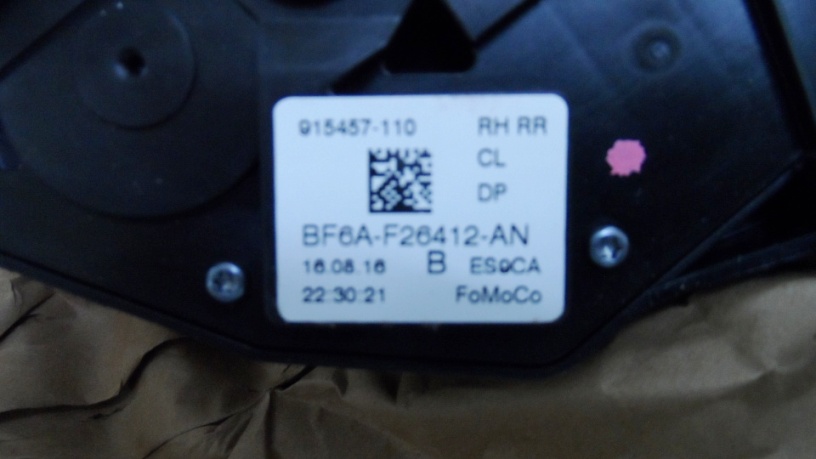 915457-110 RH RR
CL
DP
BF6A-F26412-AN
16.08.16 B ES9CA
22:30:21 FoMoCo